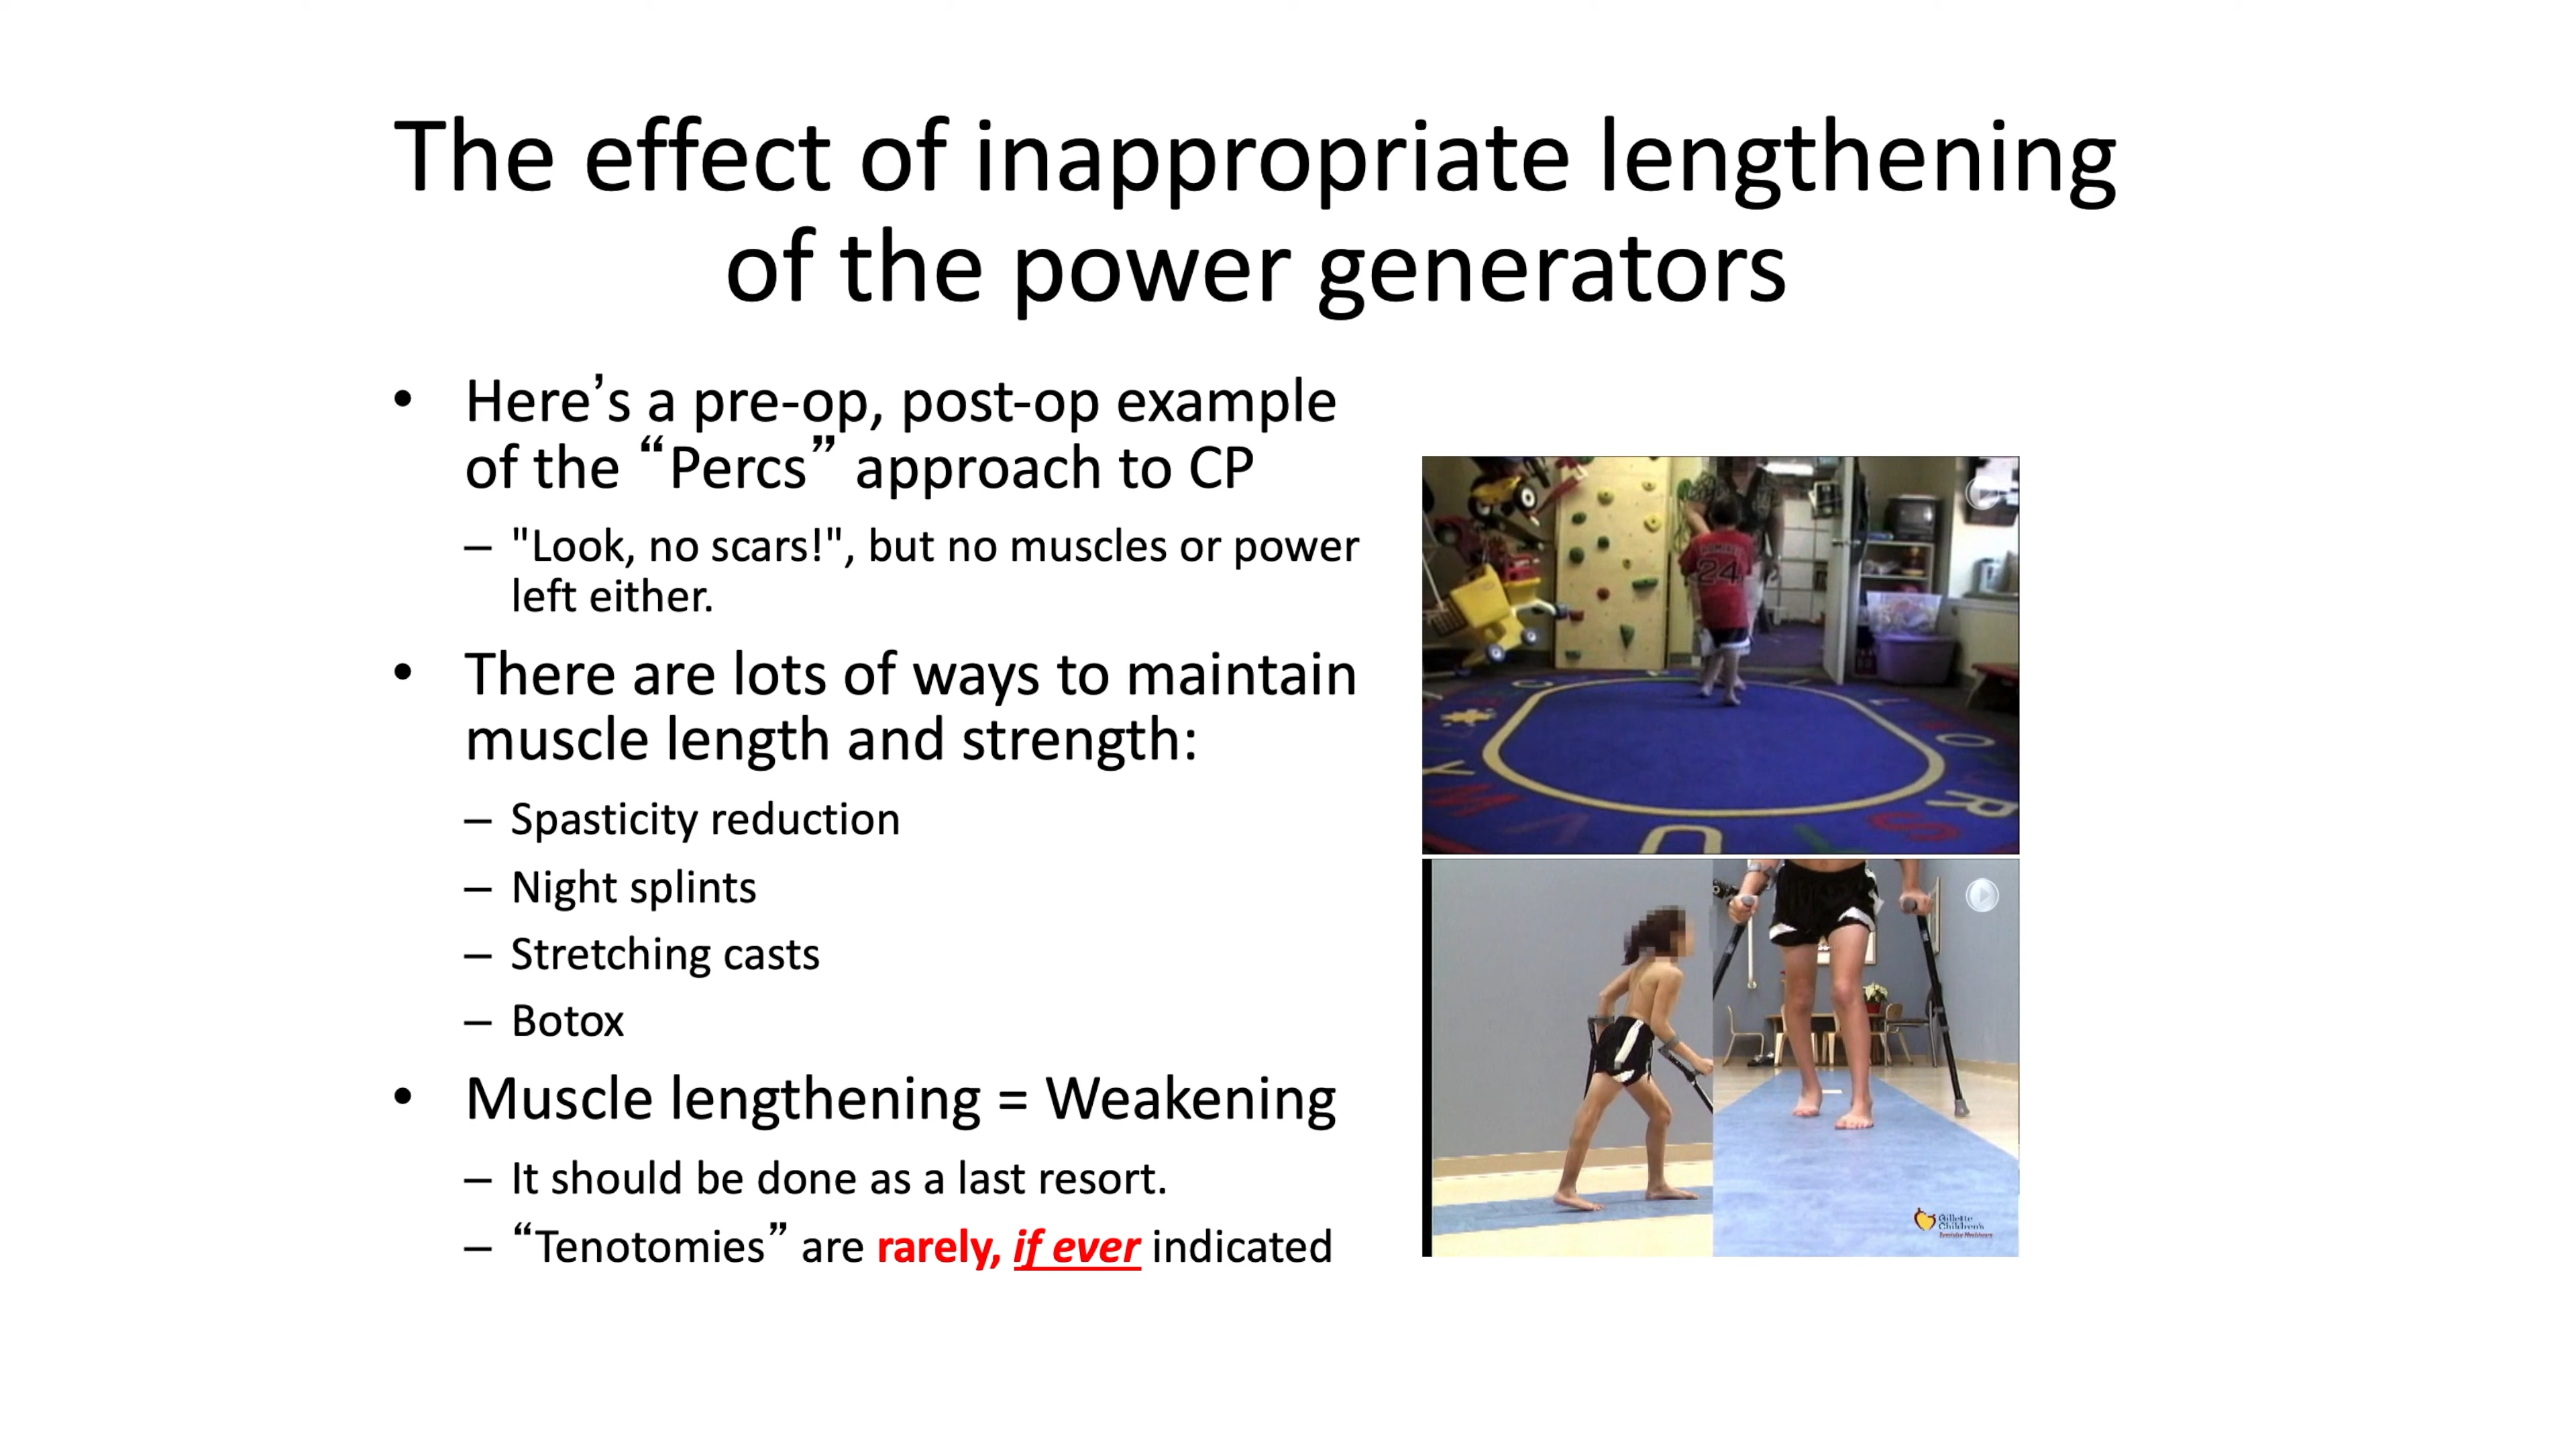 The effect of inappropriate lengthening
of the power generators
• Here’s a pre-op, post-op example
of the “Percs” approach to CP
– "Look, no scars!", but no muscles or power
left either.
• There are lots of ways to maintain
muscle length and strength:
– Spasticity reduction
– Night splints
– Stretching casts
– Botox
• Muscle lengthening = Weakening
– It should be done as a last resort.
– “Tenotomies” are rarely, if ever indicated
24
Gillette
Children's